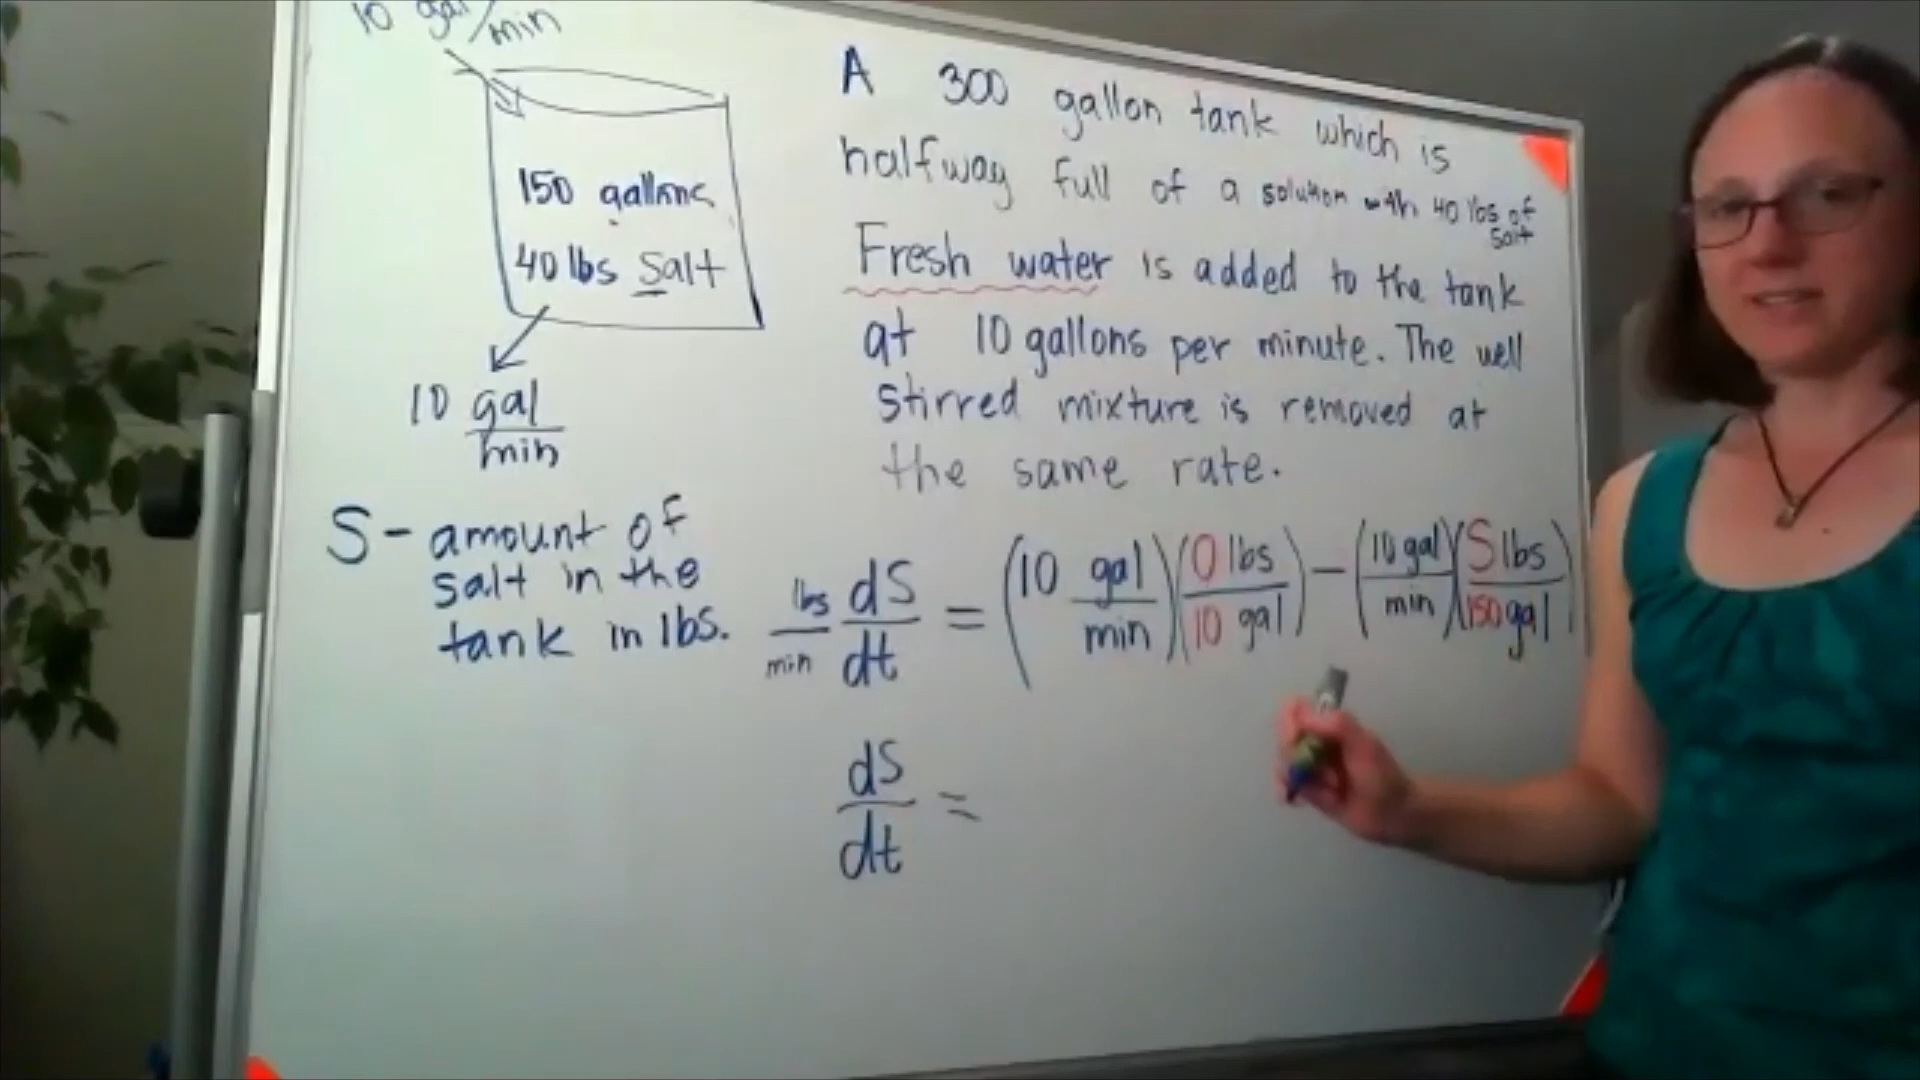 10 gal/min
150 gallons
40 lbs Salt
10 gal
min
A 300 gallon tank which is
halfway full of a solution with 40 lbs of
salt
Fresh water is added to the tank
at 10 gallons per minute. The well
stirred mixture is removed at
the same rate.
S - amount of
salt in the
tank in lbs.
lbs/min dS/dt = (10 gal/min)(0 lbs/10 gal) - (10 gal/min)(S lbs/150 gal)
dS/dt =